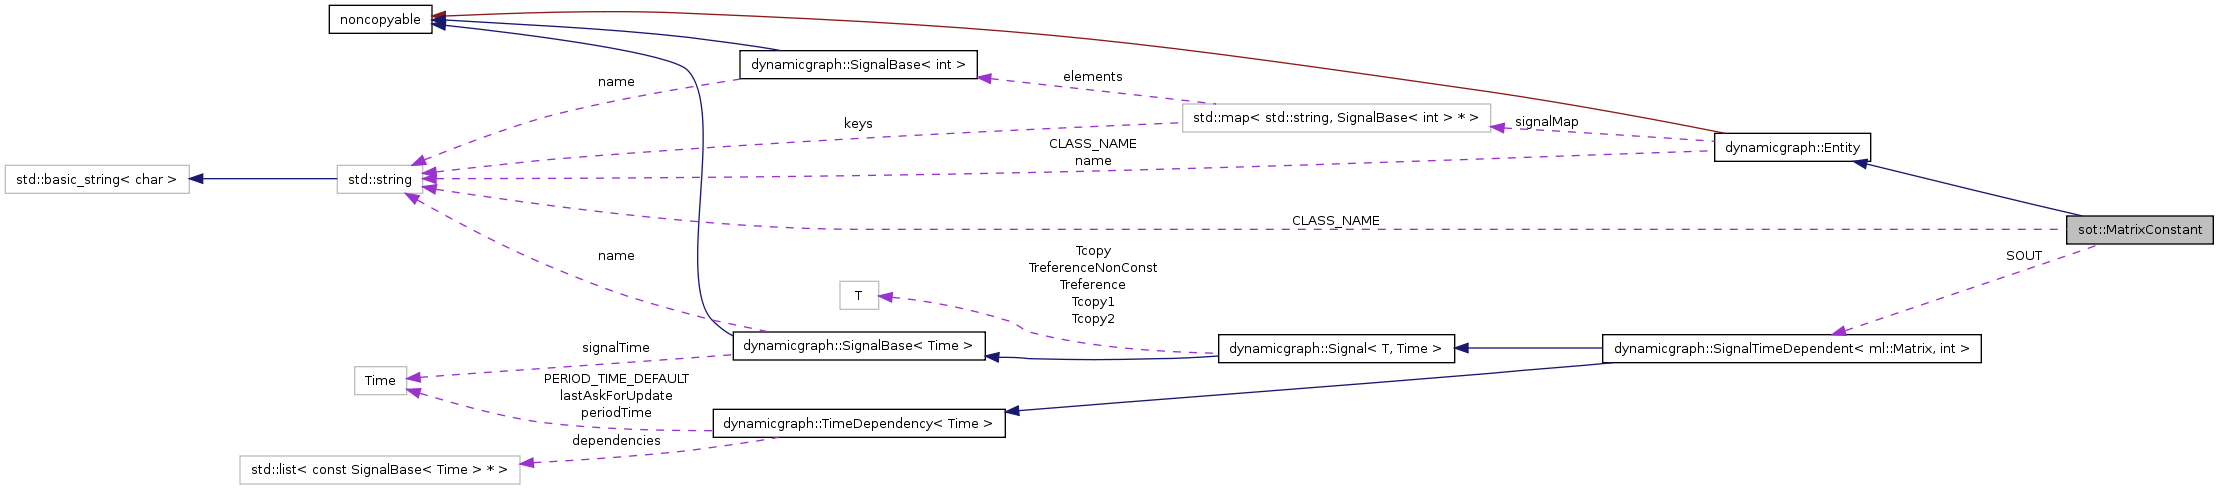 noncopyable
dynamicgraph::SignalBase< int >
elements
name
std::map< std::string, SignalBase< int > * >
signalMap
keys
CLASS_NAME
name
dynamicgraph::Entity
std::basic_string< char >
std::string
CLASS_NAME
sot::MatrixConstant
name
SOUT
Tcopy
TreferenceNonConst
Treference
Tcopy1
Tcopy2
T
signalTime
dynamicgraph::SignalBase< Time >
dynamicgraph::Signal< T, Time >
dynamicgraph::SignalTimeDependent< ml::Matrix, int >
Time
PERIOD_TIME_DEFAULT
lastAskForUpdate
periodTime
dynamicgraph::TimeDependency< Time >
dependencies
std::list< const SignalBase< Time > * >